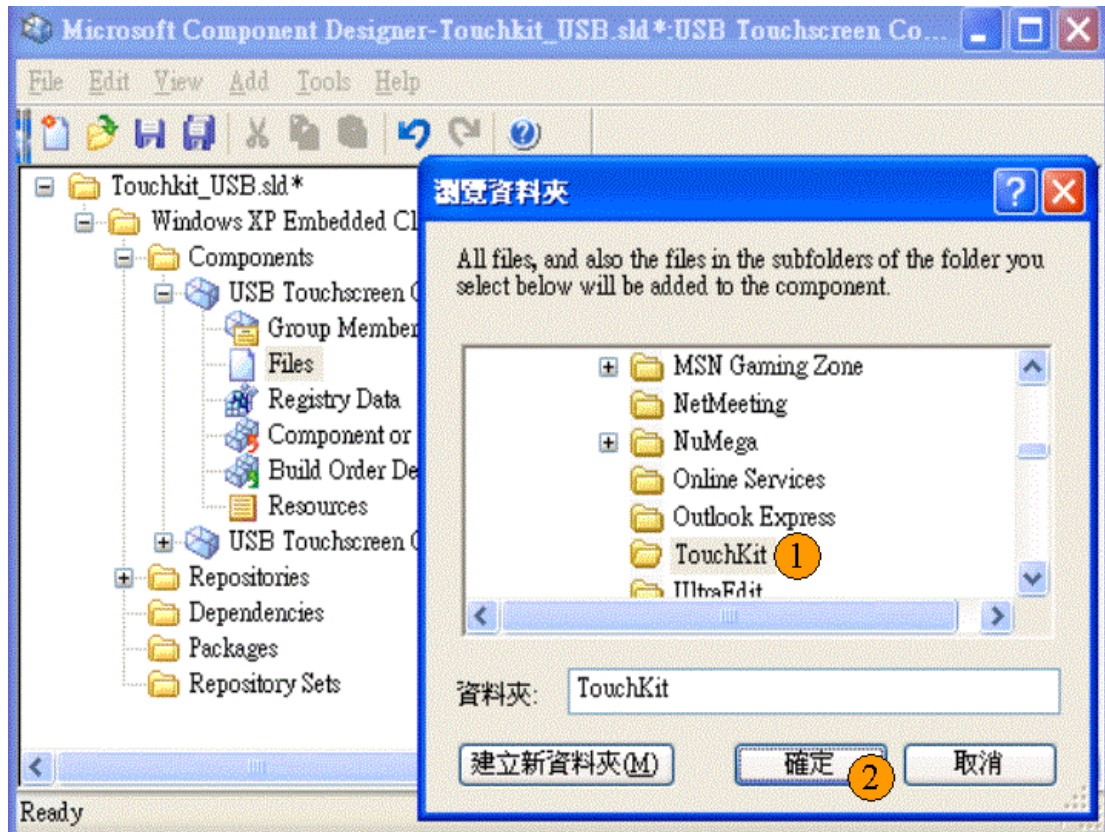 Microsoft Component Designer-Touchkit_USB.sld*:USB Touchscreen Co...
File Edit View Add Tools Help
Touchkit_USB.sld*
Windows XP Embedded Cl
Components
USB Touchscreen C
Group Member
Files
Registry Data
Component or
Build Order De
Resources
USB Touchscreen C
Repositories
Dependencies
Packages
Repository Sets
Ready
瀏覽資料夾
All files, and also the files in the subfolders of the folder you
select below will be added to the component.
MSN Gaming Zone
NetMeeting
NuMega
Online Services
Outlook Express
TouchKit 1
UltraEdit
資料夾: TouchKit
建立新資料夾(M) 確定 2 取消